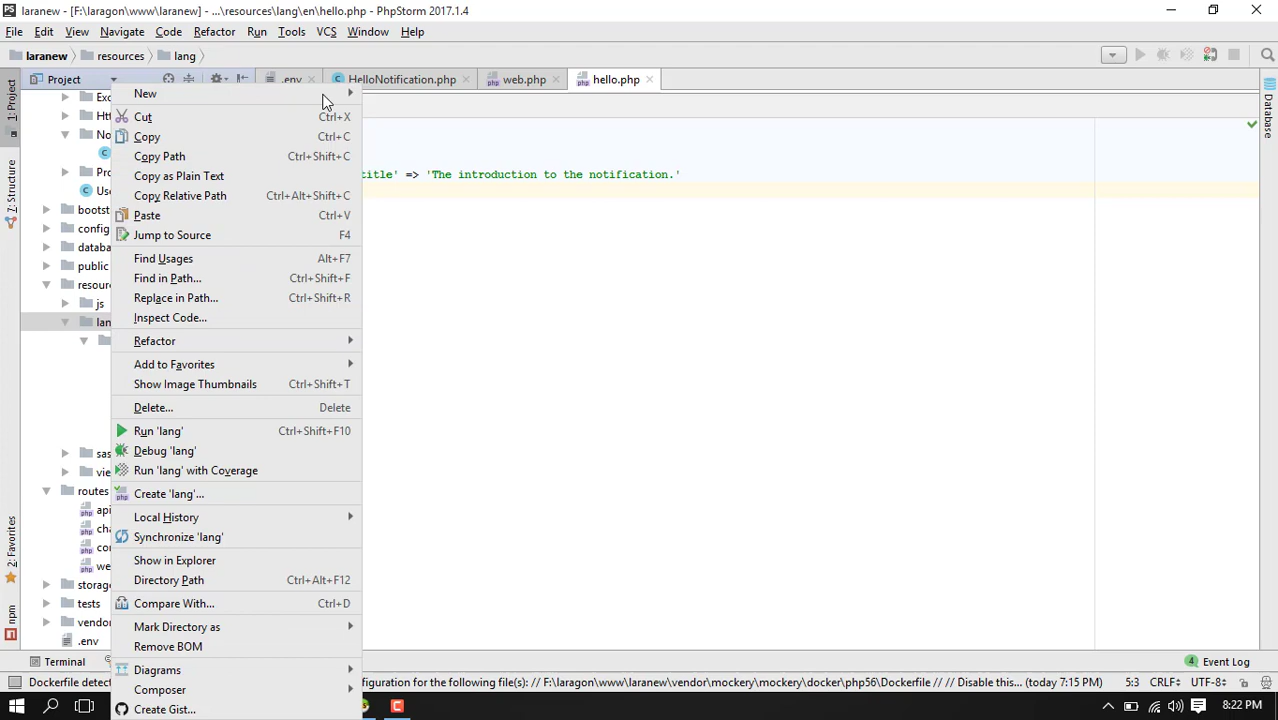 PS laranew - [F:\laragon\www\laranew] - ...\resources\lang\en\hello.php - PhpStorm 2017.1.4
File Edit View Navigate Code Refactor Run Tools VCS Window Help
laranew resources lang
1: Project
Z: Structure
2: Favorites
npm
Database
Project .env HelloNotification.php web.php hello.php
New
Cut Ctrl+X
Copy Ctrl+C
Copy Path Ctrl+Shift+C
Copy as Plain Text
Copy Relative Path Ctrl+Alt+Shift+C
Paste Ctrl+V
Jump to Source F4
Find Usages Alt+F7
Find in Path... Ctrl+Shift+F
Replace in Path... Ctrl+Shift+R
Inspect Code...
Refactor
Add to Favorites
Show Image Thumbnails Ctrl+Shift+T
Delete... Delete
Run 'lang' Ctrl+Shift+F10
Debug 'lang'
Run 'lang' with Coverage
Create 'lang'...
Local History
Synchronize 'lang'
Show in Explorer
Directory Path Ctrl+Alt+F12
Compare With... Ctrl+D
Mark Directory as
Remove BOM
Diagrams
Composer
Create Gist...
Exc
Htt
No
C
Pro
C Use
bootst
config
databa
public
resour
js
lan
sas
vie
routes
php api
php cha
php con
php we
storag
tests
vendo
.env
title' => 'The introduction to the notification.'
Terminal
4 Event Log
Dockerfile detect
figuration for the following file(s): // F:\laragon\www\laranew\vendor\mockery\mockery\docker\php56\Dockerfile // // Disable this... (today 7:15 PM) 5:3 CRLF÷ UTF-8÷
8:22 PM